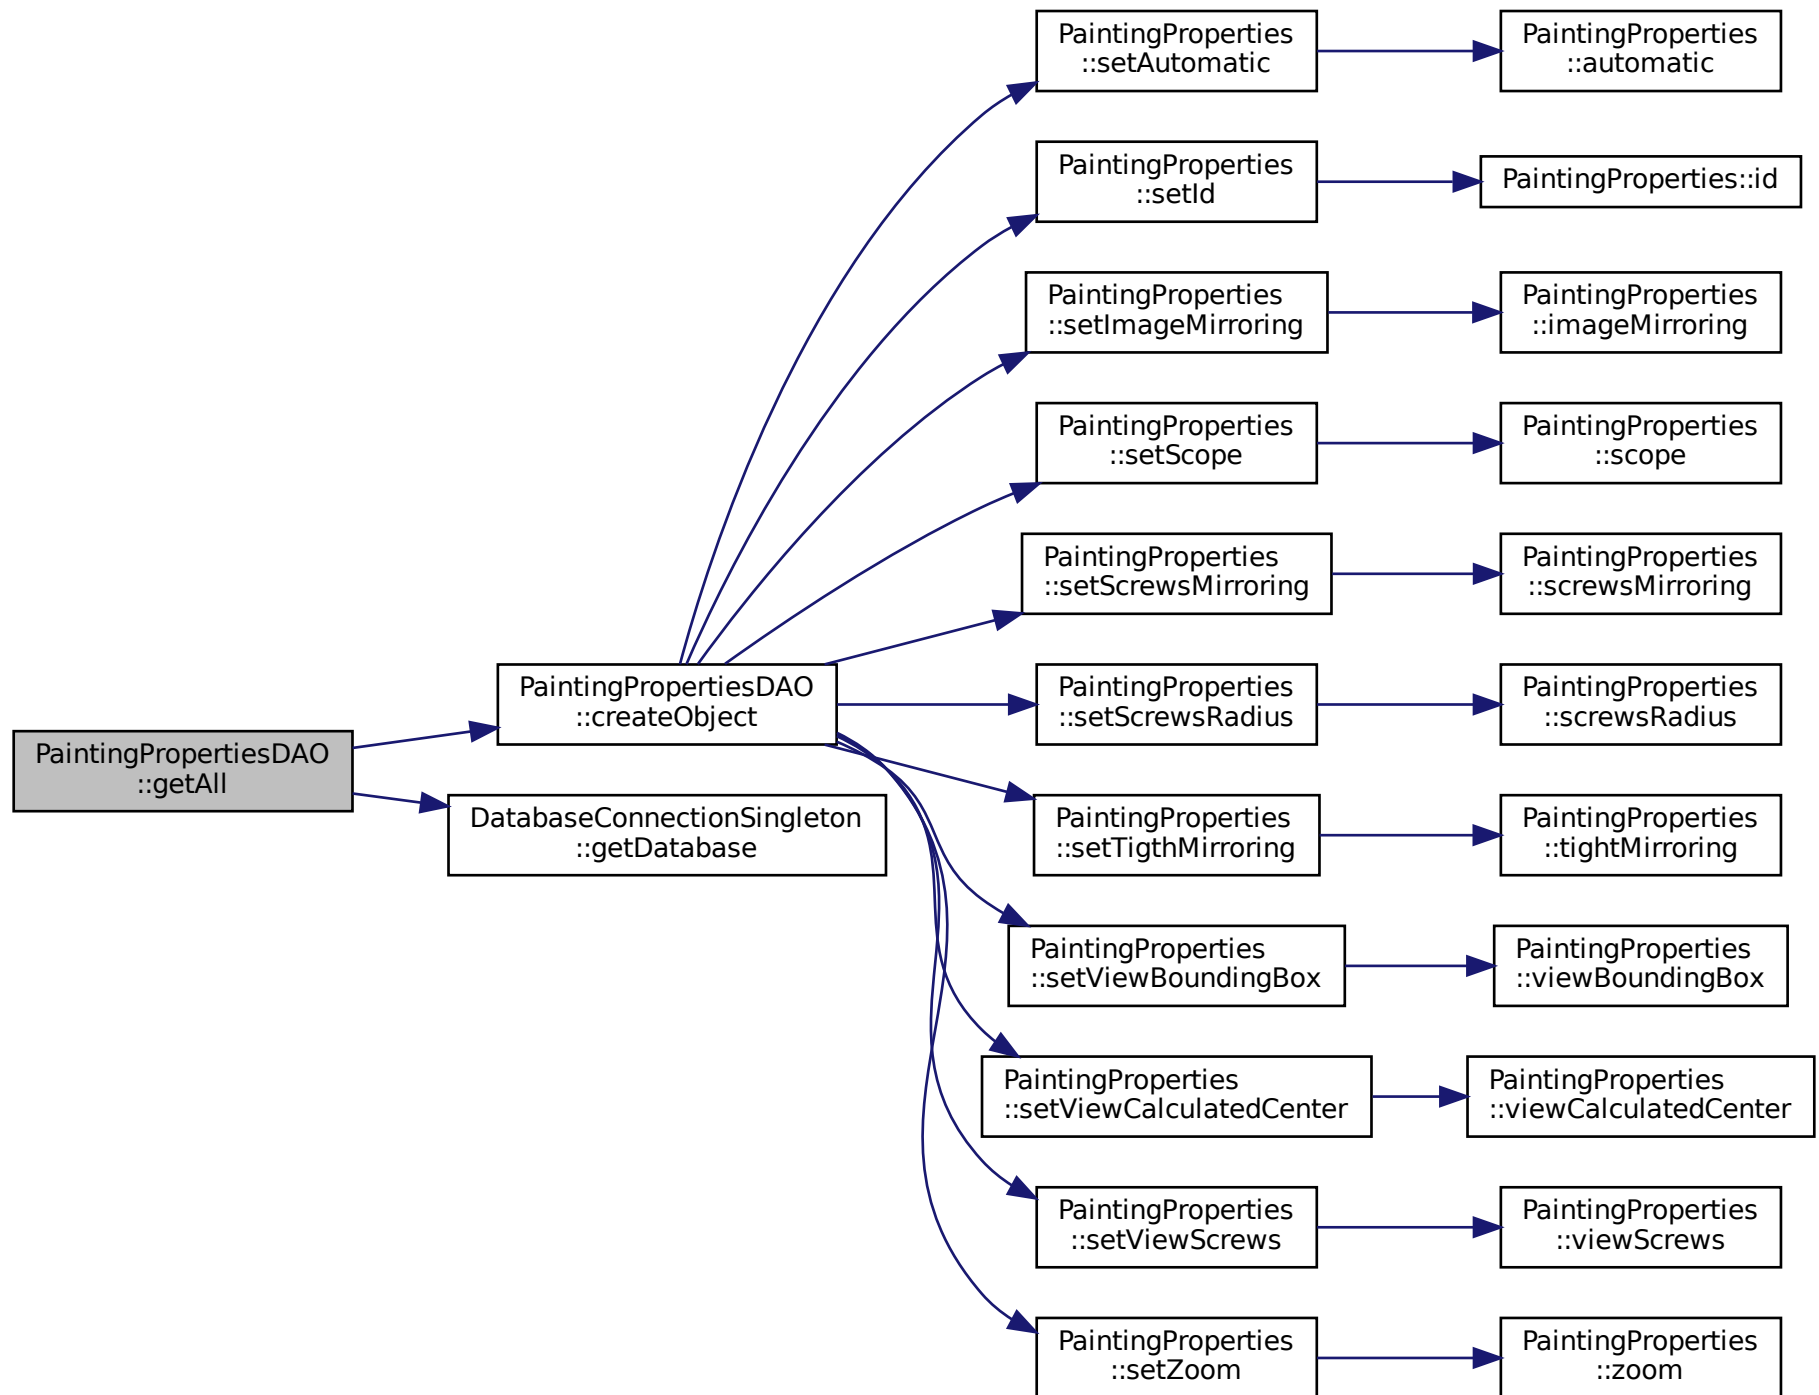 PaintingProperties
::setAutomatic
PaintingProperties
::automatic
PaintingProperties
::setId
PaintingProperties::id
PaintingProperties
::setImageMirroring
PaintingProperties
::imageMirroring
PaintingProperties
::setScope
PaintingProperties
::scope
PaintingProperties
::setScrewsMirroring
PaintingProperties
::screwsMirroring
PaintingPropertiesDAO
::createObject
PaintingProperties
::setScrewsRadius
PaintingProperties
::screwsRadius
PaintingPropertiesDAO
::getAll
DatabaseConnectionSingleton
::getDatabase
PaintingProperties
::setTigthMirroring
PaintingProperties
::tightMirroring
PaintingProperties
::setViewBoundingBox
PaintingProperties
::viewBoundingBox
PaintingProperties
::setViewCalculatedCenter
PaintingProperties
::viewCalculatedCenter
PaintingProperties
::setViewScrews
PaintingProperties
::viewScrews
PaintingProperties
::setZoom
PaintingProperties
::zoom